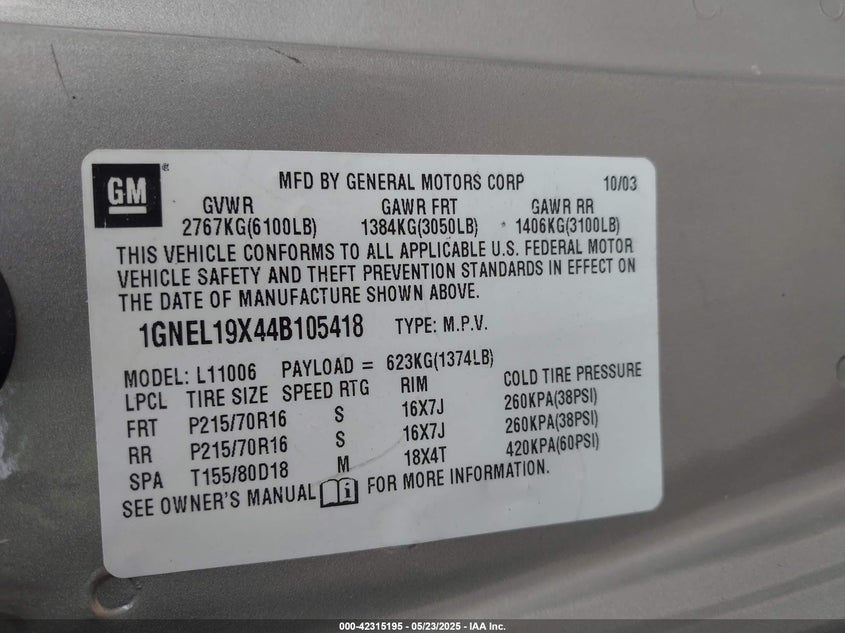 GM®
MFD BY GENERAL MOTORS CORP 10/03
GVWR GAWR FRT GAWR RR
2767KG(6100LB) 1384KG(3050LB) 1406KG(3100LB)
THIS VEHICLE CONFORMS TO ALL APPLICABLE U.S. FEDERAL MOTOR
VEHICLE SAFETY AND THEFT PREVENTION STANDARDS IN EFFECT ON
THE DATE OF MANUFACTURE SHOWN ABOVE.
1GNEL19X44B105418 TYPE: M.P.V.
MODEL: L11006 PAYLOAD = 623KG(1374LB)
LPCL TIRE SIZE SPEED RTG RIM COLD TIRE PRESSURE
FRT P215/70R16 S 16X7J 260KPA(38PSI)
RR P215/70R16 S 16X7J 260KPA(38PSI)
SPA T155/80D18 M 18X4T 420KPA(60PSI)
SEE OWNER'S MANUAL i FOR MORE INFORMATION.
000-42315195 - 05/23/2025 - IAA Inc.